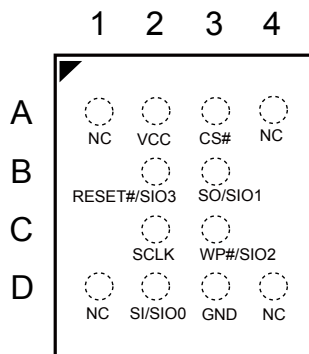 1 2 3 4
A
NC VCC CS# NC
B
RESET#/SIO3 SO/SIO1
C
SCLK WP#/SIO2
D
NC SI/SIO0 GND NC